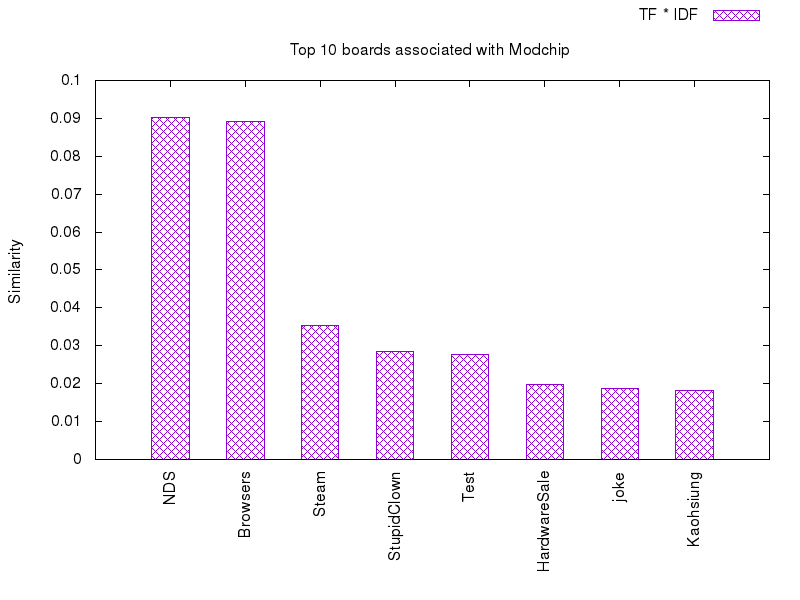 TF * IDF
Top 10 boards associated with Modchip
0.1
0.09
0.08
0.07
0.06
0.05
0.04
0.03
0.02
0.01
0
Similarity
NDS
Browsers
Steam
StupidClown
Test
HardwareSale
joke
Kaohsiung